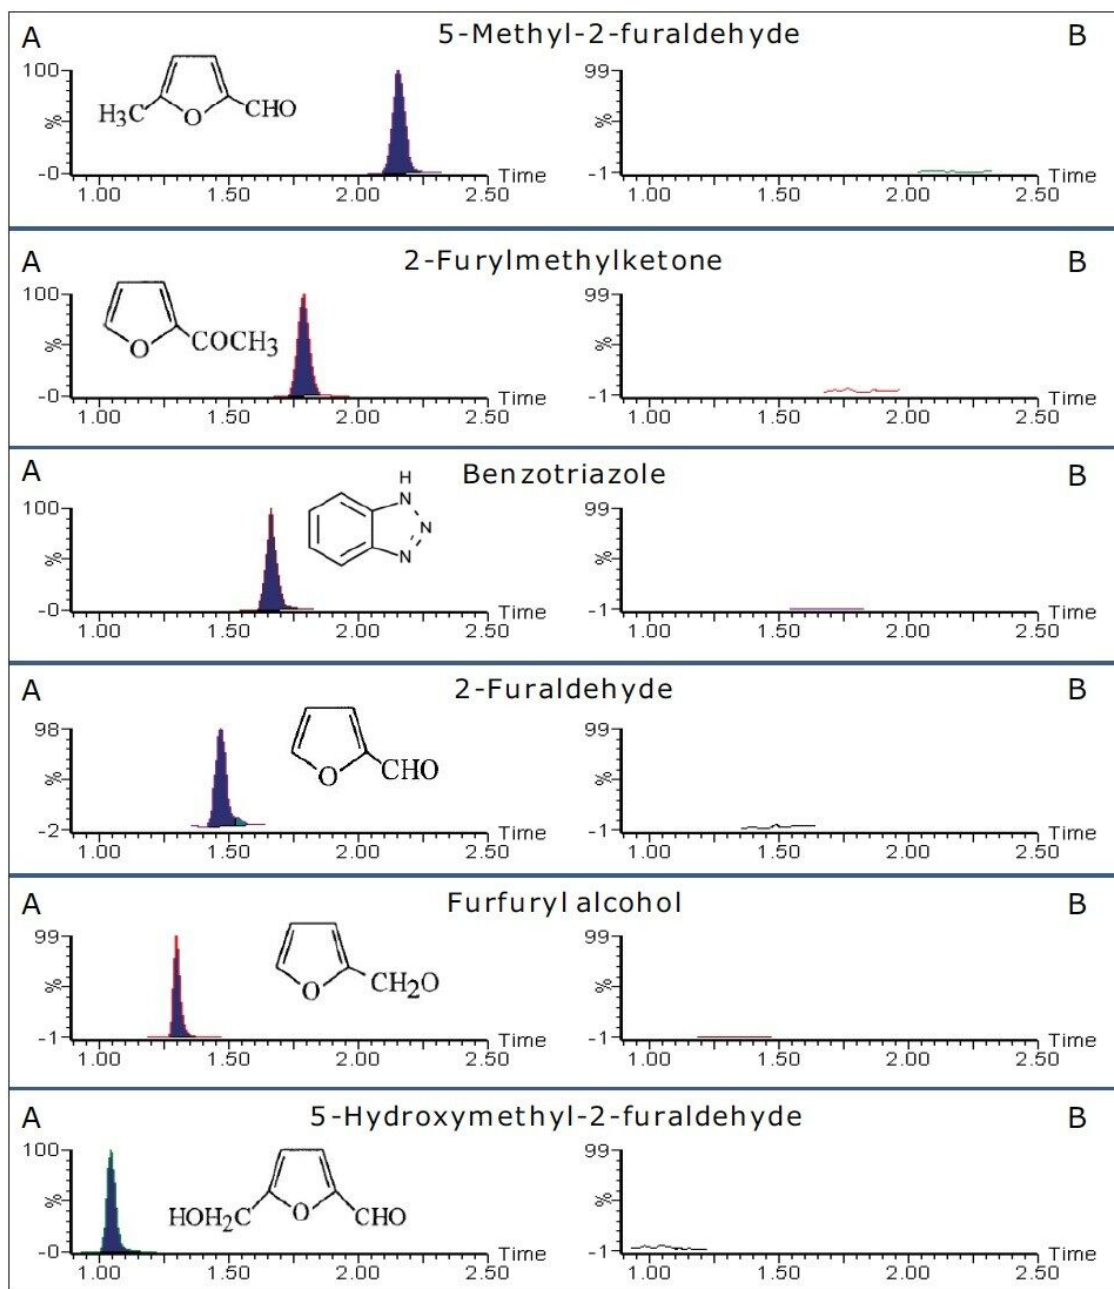 A 5-Methyl-2-furaldehyde B
100 99
H3C O CHO
% %
-0 Time -1 Time
1.00 1.50 2.00 2.50 1.00 1.50 2.00 2.50
A 2-Furylmethylketone B
100 99
O COCH3
% %
-0 Time -1 Time
1.00 1.50 2.00 2.50 1.00 1.50 2.00 2.50
A Benzotriazole B
H
N
N
N
100 99
% %
-0 Time -1 Time
1.00 1.50 2.00 2.50 1.00 1.50 2.00 2.50
A 2-Furaldehyde B
98 99
O CHO
% %
-2 Time -1 Time
1.00 1.50 2.00 2.50 1.00 1.50 2.00 2.50
A Furfuryl alcohol B
99 99
O CH2O
% %
-1 Time -1 Time
1.00 1.50 2.00 2.50 1.00 1.50 2.00 2.50
A 5-Hydroxymethyl-2-furaldehyde B
100 99
HOH2C O CHO
% %
-0 Time -1 Time
1.00 1.50 2.00 2.50 1.00 1.50 2.00 2.50